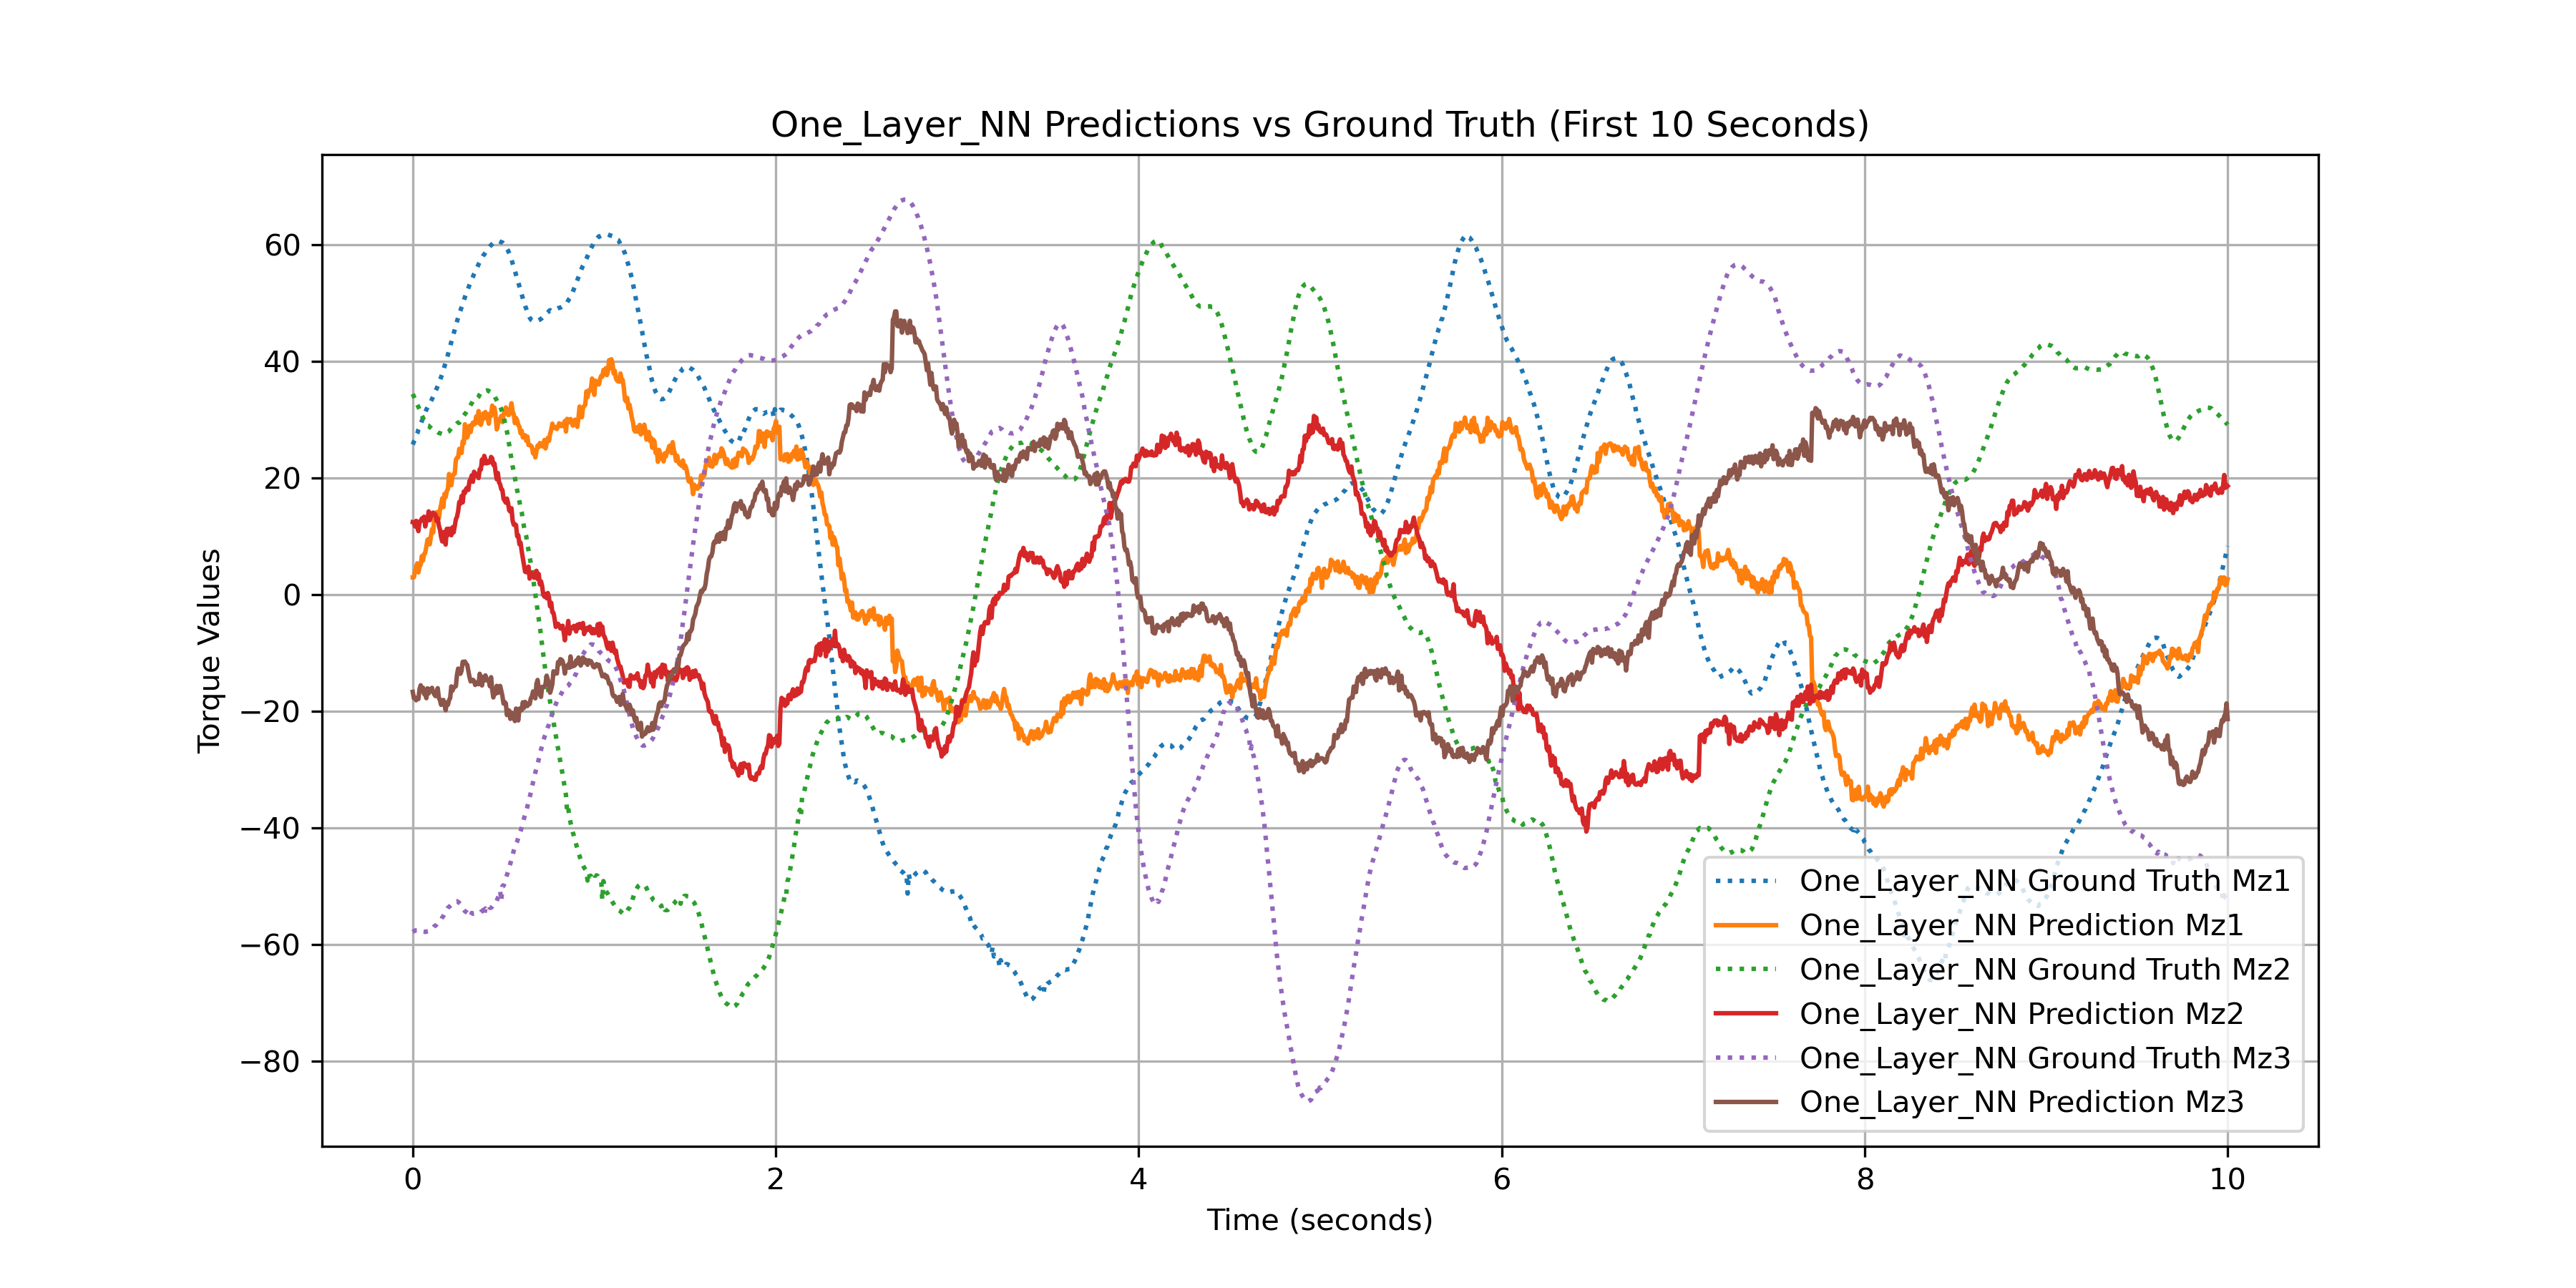 One_Layer_NN Predictions vs Ground Truth (First 10 Seconds)
60
40
20
0
−20
−40
−60
−80
Torque Values
One_Layer_NN Ground Truth Mz1
One_Layer_NN Prediction Mz1
One_Layer_NN Ground Truth Mz2
One_Layer_NN Prediction Mz2
One_Layer_NN Ground Truth Mz3
One_Layer_NN Prediction Mz3
0 2 4 6 8 10
Time (seconds)